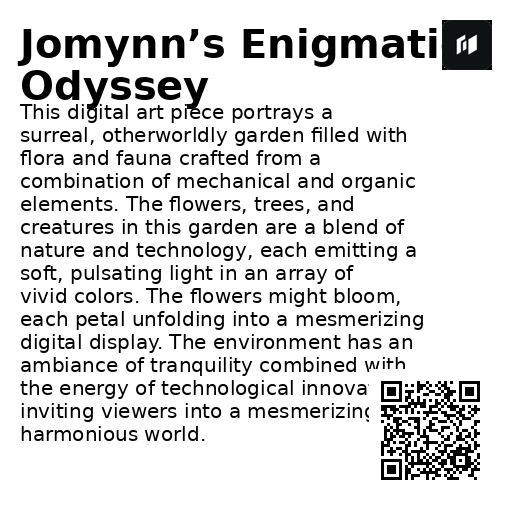 Jomynn’s Enigmati
Odyssey
This digital art piece portrays a
surreal, otherworldly garden filled with
flora and fauna crafted from a
combination of mechanical and organic
elements. The flowers, trees, and
creatures in this garden are a blend of
nature and technology, each emitting a
soft, pulsating light in an array of
vivid colors. The flowers might bloom,
each petal unfolding into a mesmerizing
digital display. The environment has an
ambiance of tranquility combined with
the energy of technological innova
inviting viewers into a mesmerizing
harmonious world.